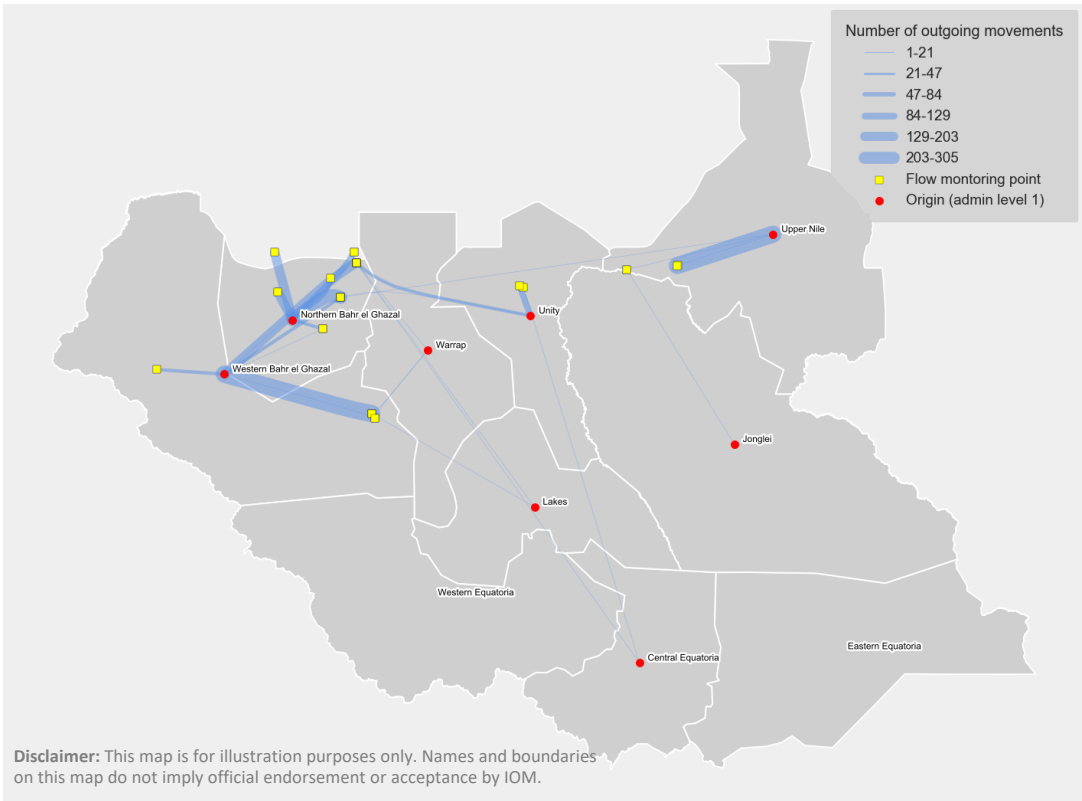 Number of outgoing movements
1-21
21-47
47-84
84-129
129-203
203-305
Flow montoring point
Origin (admin level 1)
Upper Nile
Northern Bahr el Ghazal
Unity
Warrap
Western Bahr el Ghazal
Jonglei
Lakes
Western Equatoria
Eastern Equatoria
Central Equatoria
Disclaimer: This map is for illustration purposes only. Names and boundaries
on this map do not imply official endorsement or acceptance by IOM.